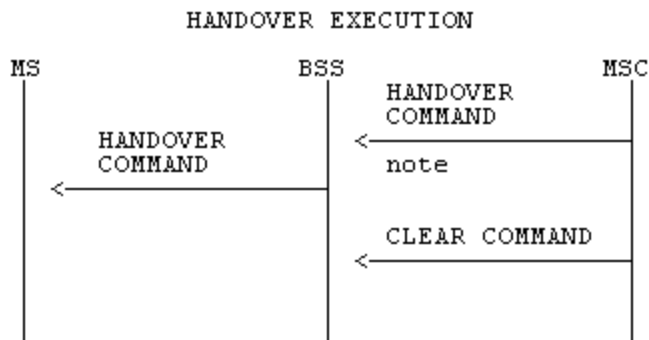 HANDOVER EXECUTION
MS BSS MSC
HANDOVER
COMMAND
HANDOVER
COMMAND
note
CLEAR COMMAND